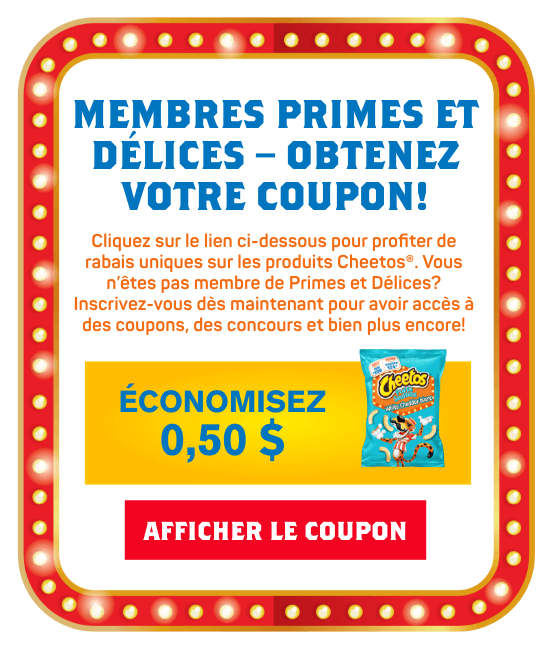 MEMBRES PRIMES ET
DÉLICES – OBTENEZ
VOTRE COUPON!
Cliquez sur le lien ci-dessous pour profiter de
rabais uniques sur les produits Cheetos®. Vous
n'êtes pas membre de Primes et Délices?
Inscrivez-vous dès maintenant pour avoir accès à
des coupons, des concours et bien plus encore!
ÉCONOMISEZ
0,50 $
Cheetos
AFFICHER LE COUPON